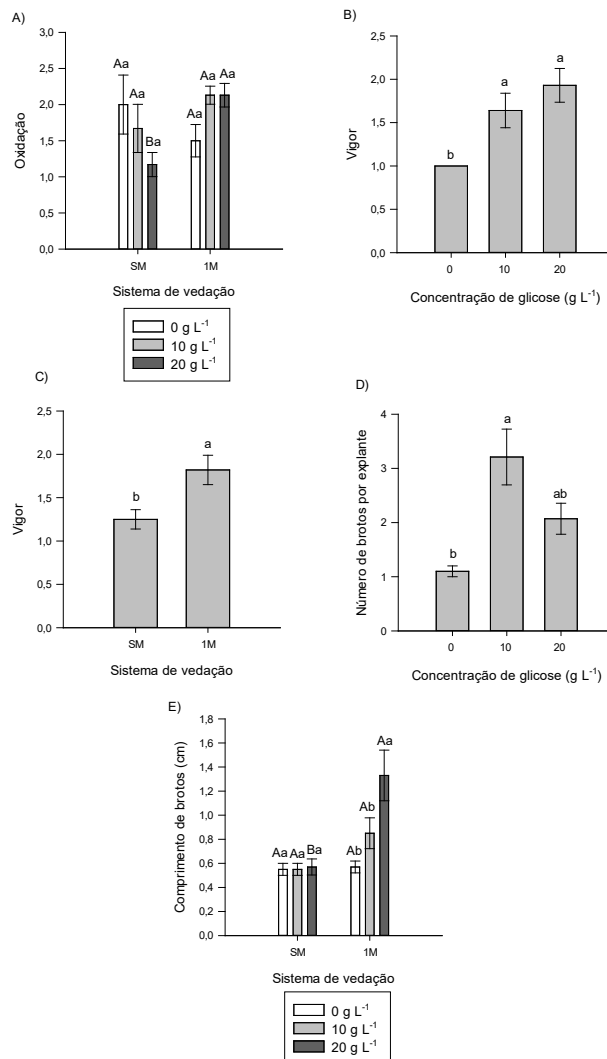 A)
Aa
Aa
Ba
Aa
Aa
Aa
Oxidação
3,0
2,5
2,0
1,5
1,0
0,5
0,0
SM
1M
Sistema de vedação
0 g L⁻¹
10 g L⁻¹
20 g L⁻¹
B)
b
a
a
Vigor
2,5
2,0
1,5
1,0
0,5
0,0
0
10
20
Concentração de glicose (g L⁻¹)
C)
b
a
Vigor
2,5
2,0
1,5
1,0
0,5
0,0
SM
1M
Sistema de vedação
D)
b
a
ab
Número de brotos por explante
4
3
2
1
0
0
10
20
Concentração de glicose (g L⁻¹)
E)
Aa
Aa
Ba
Ab
Ab
Aa
Comprimento de brotos (cm)
1,8
1,6
1,4
1,2
1,0
0,8
0,6
0,4
0,2
0,0
SM
1M
Sistema de vedação
0 g L⁻¹
10 g L⁻¹
20 g L⁻¹